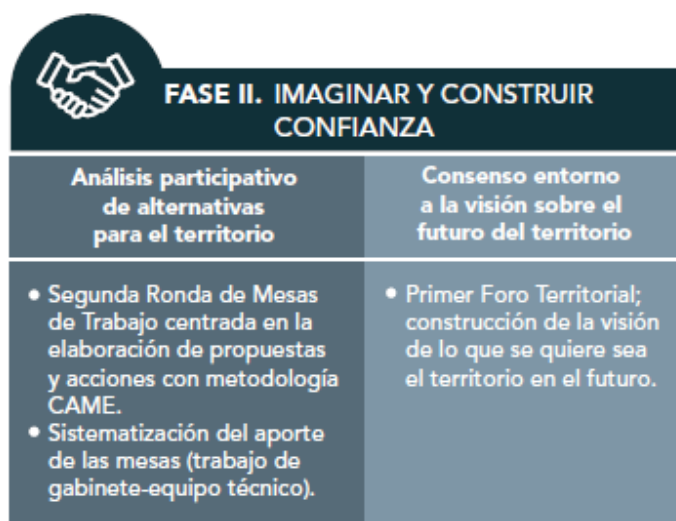 FASE II. IMAGINAR Y CONSTRUIR
CONFIANZA
Análisis participativo
de alternativas
para el territorio
Consenso entorno
a la visión sobre el
futuro del territorio
• Segunda Ronda de Mesas
de Trabajo centrada en la
elaboración de propuestas
y acciones con metodología
CAME.
• Sistematización del aporte
de las mesas (trabajo de
gabinete-equipo técnico).
• Primer Foro Territorial;
construcción de la visión
de lo que se quiere sea
el territorio en el futuro.